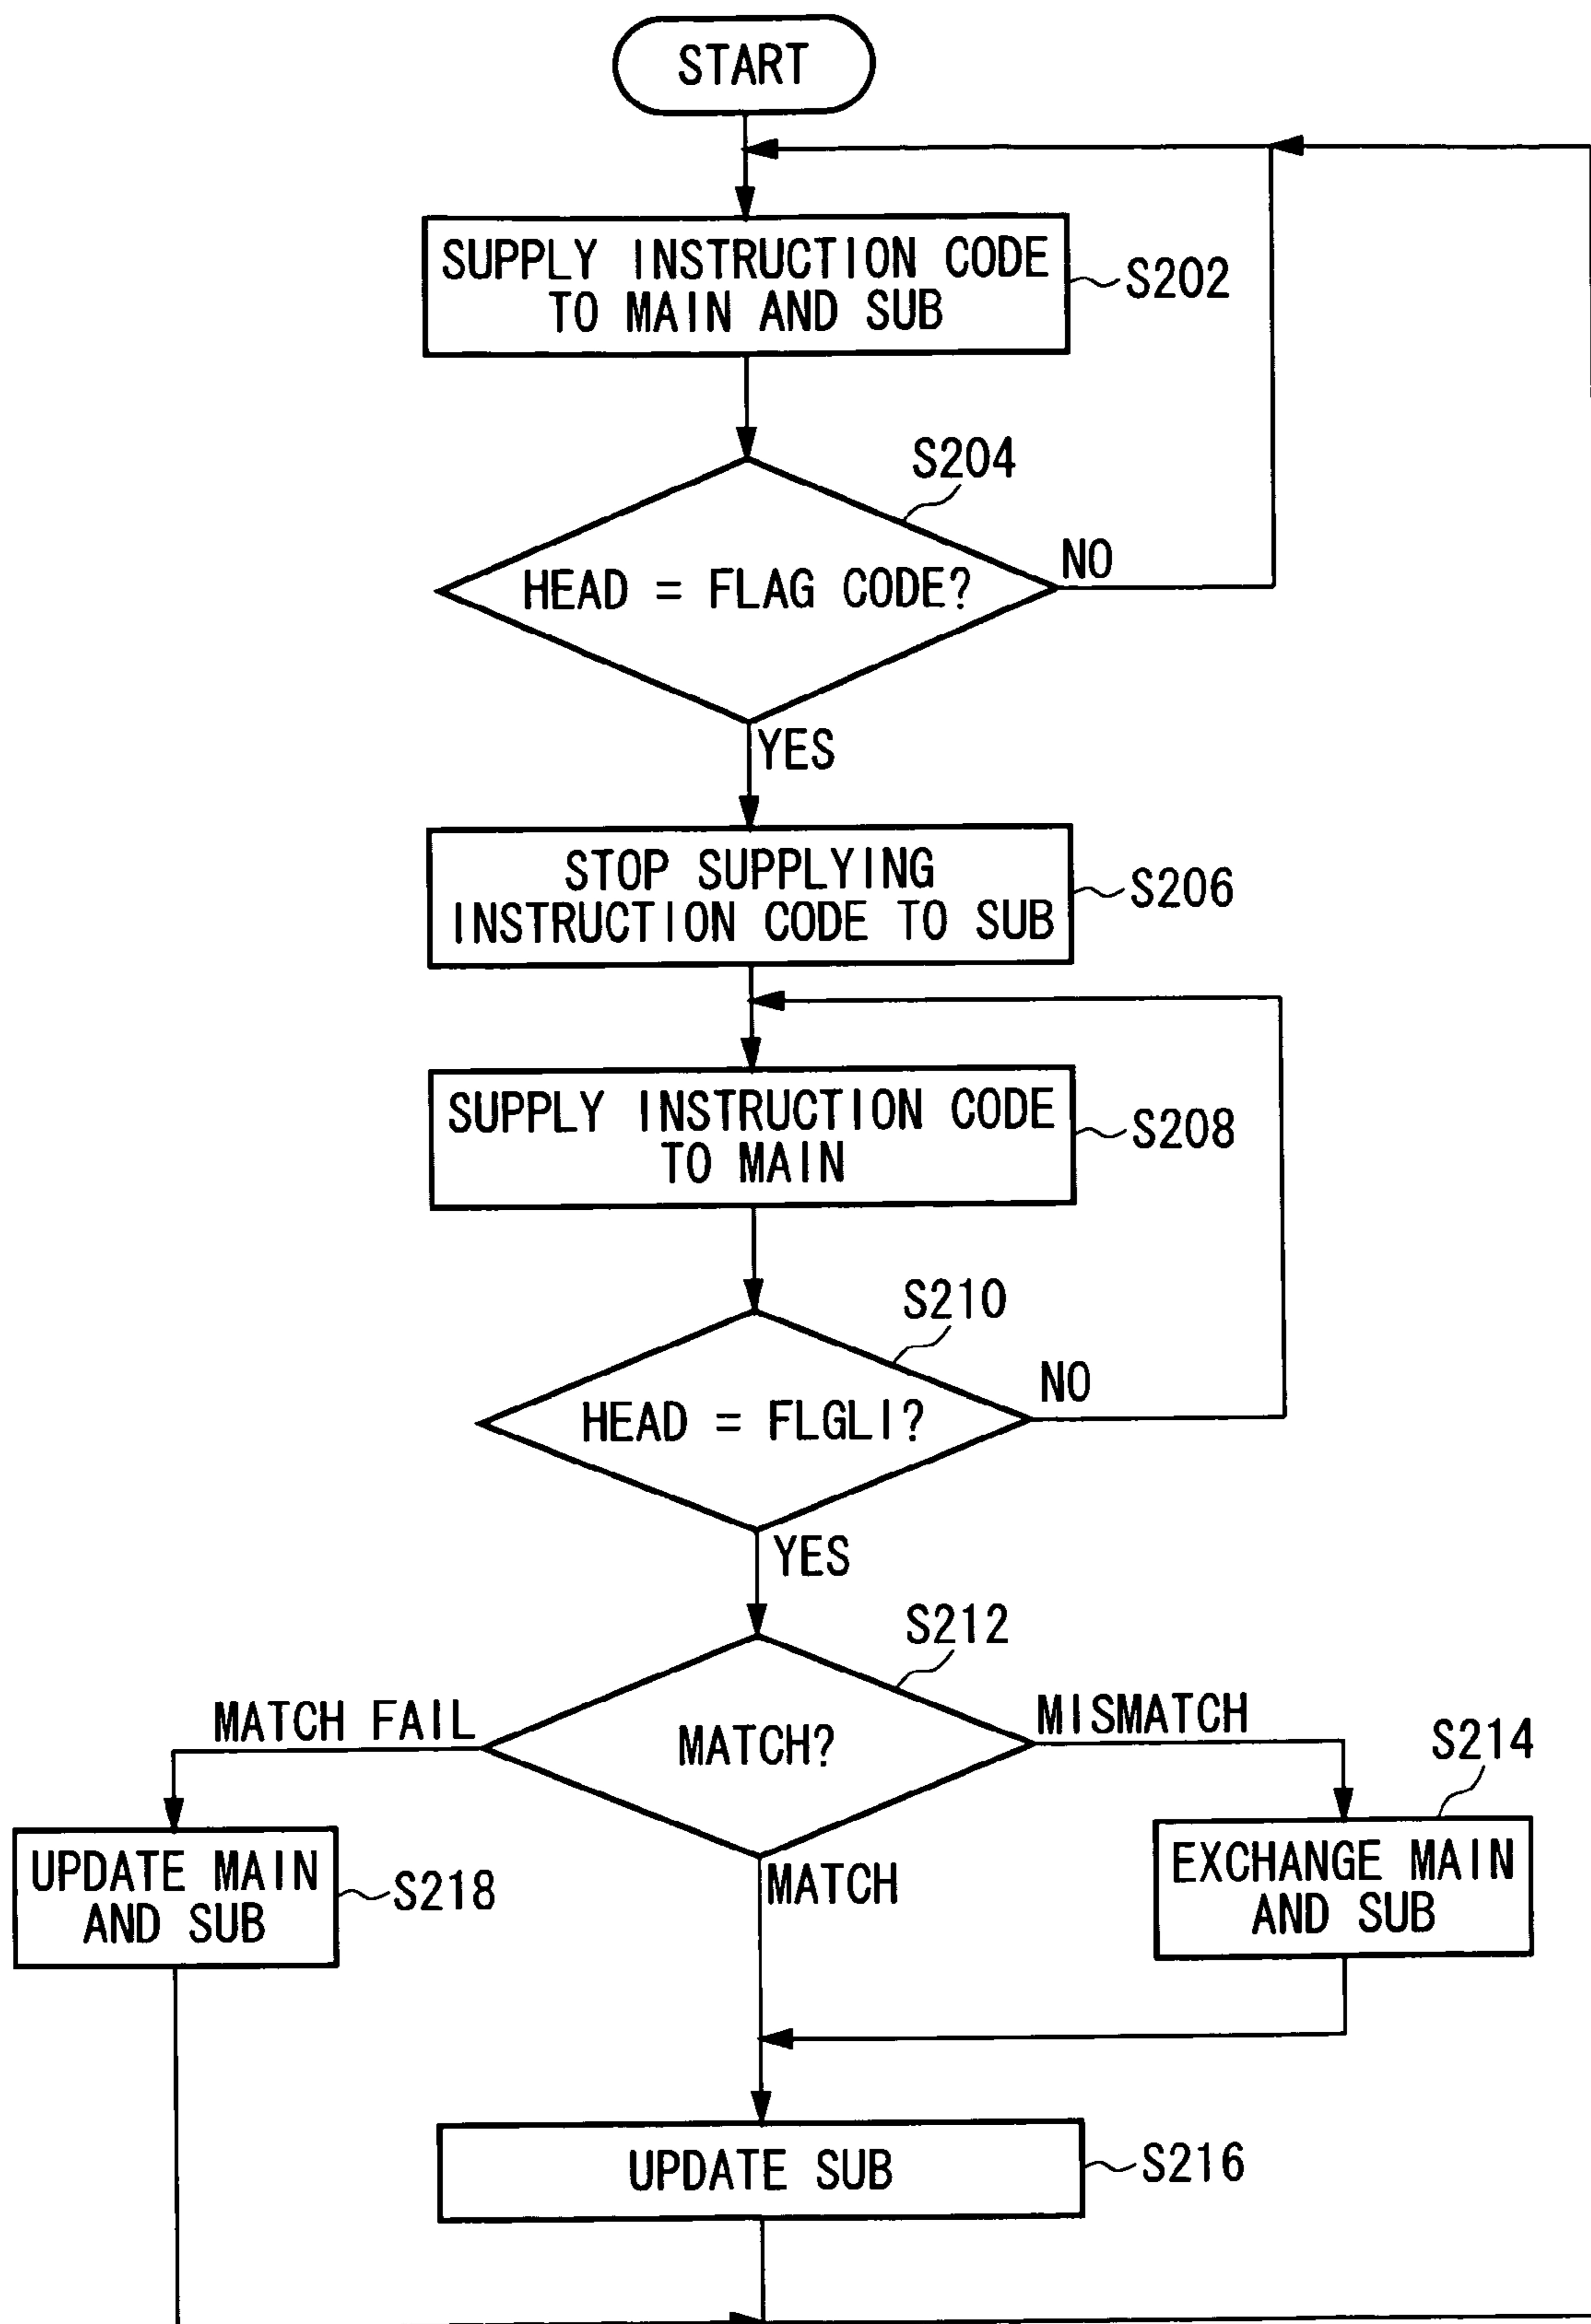 START
SUPPLY INSTRUCTION CODE
TO MAIN AND SUB
S202
S204
HEAD = FLAG CODE?
NO
YES
STOP SUPPLYING
INSTRUCTION CODE TO SUB
S206
SUPPLY INSTRUCTION CODE
TO MAIN
S208
S210
HEAD = FLGLI?
NO
YES
S212
MATCH?
MATCH FAIL
MISMATCH
MATCH
S214
EXCHANGE MAIN
AND SUB
UPDATE MAIN
AND SUB
S218
UPDATE SUB
S216